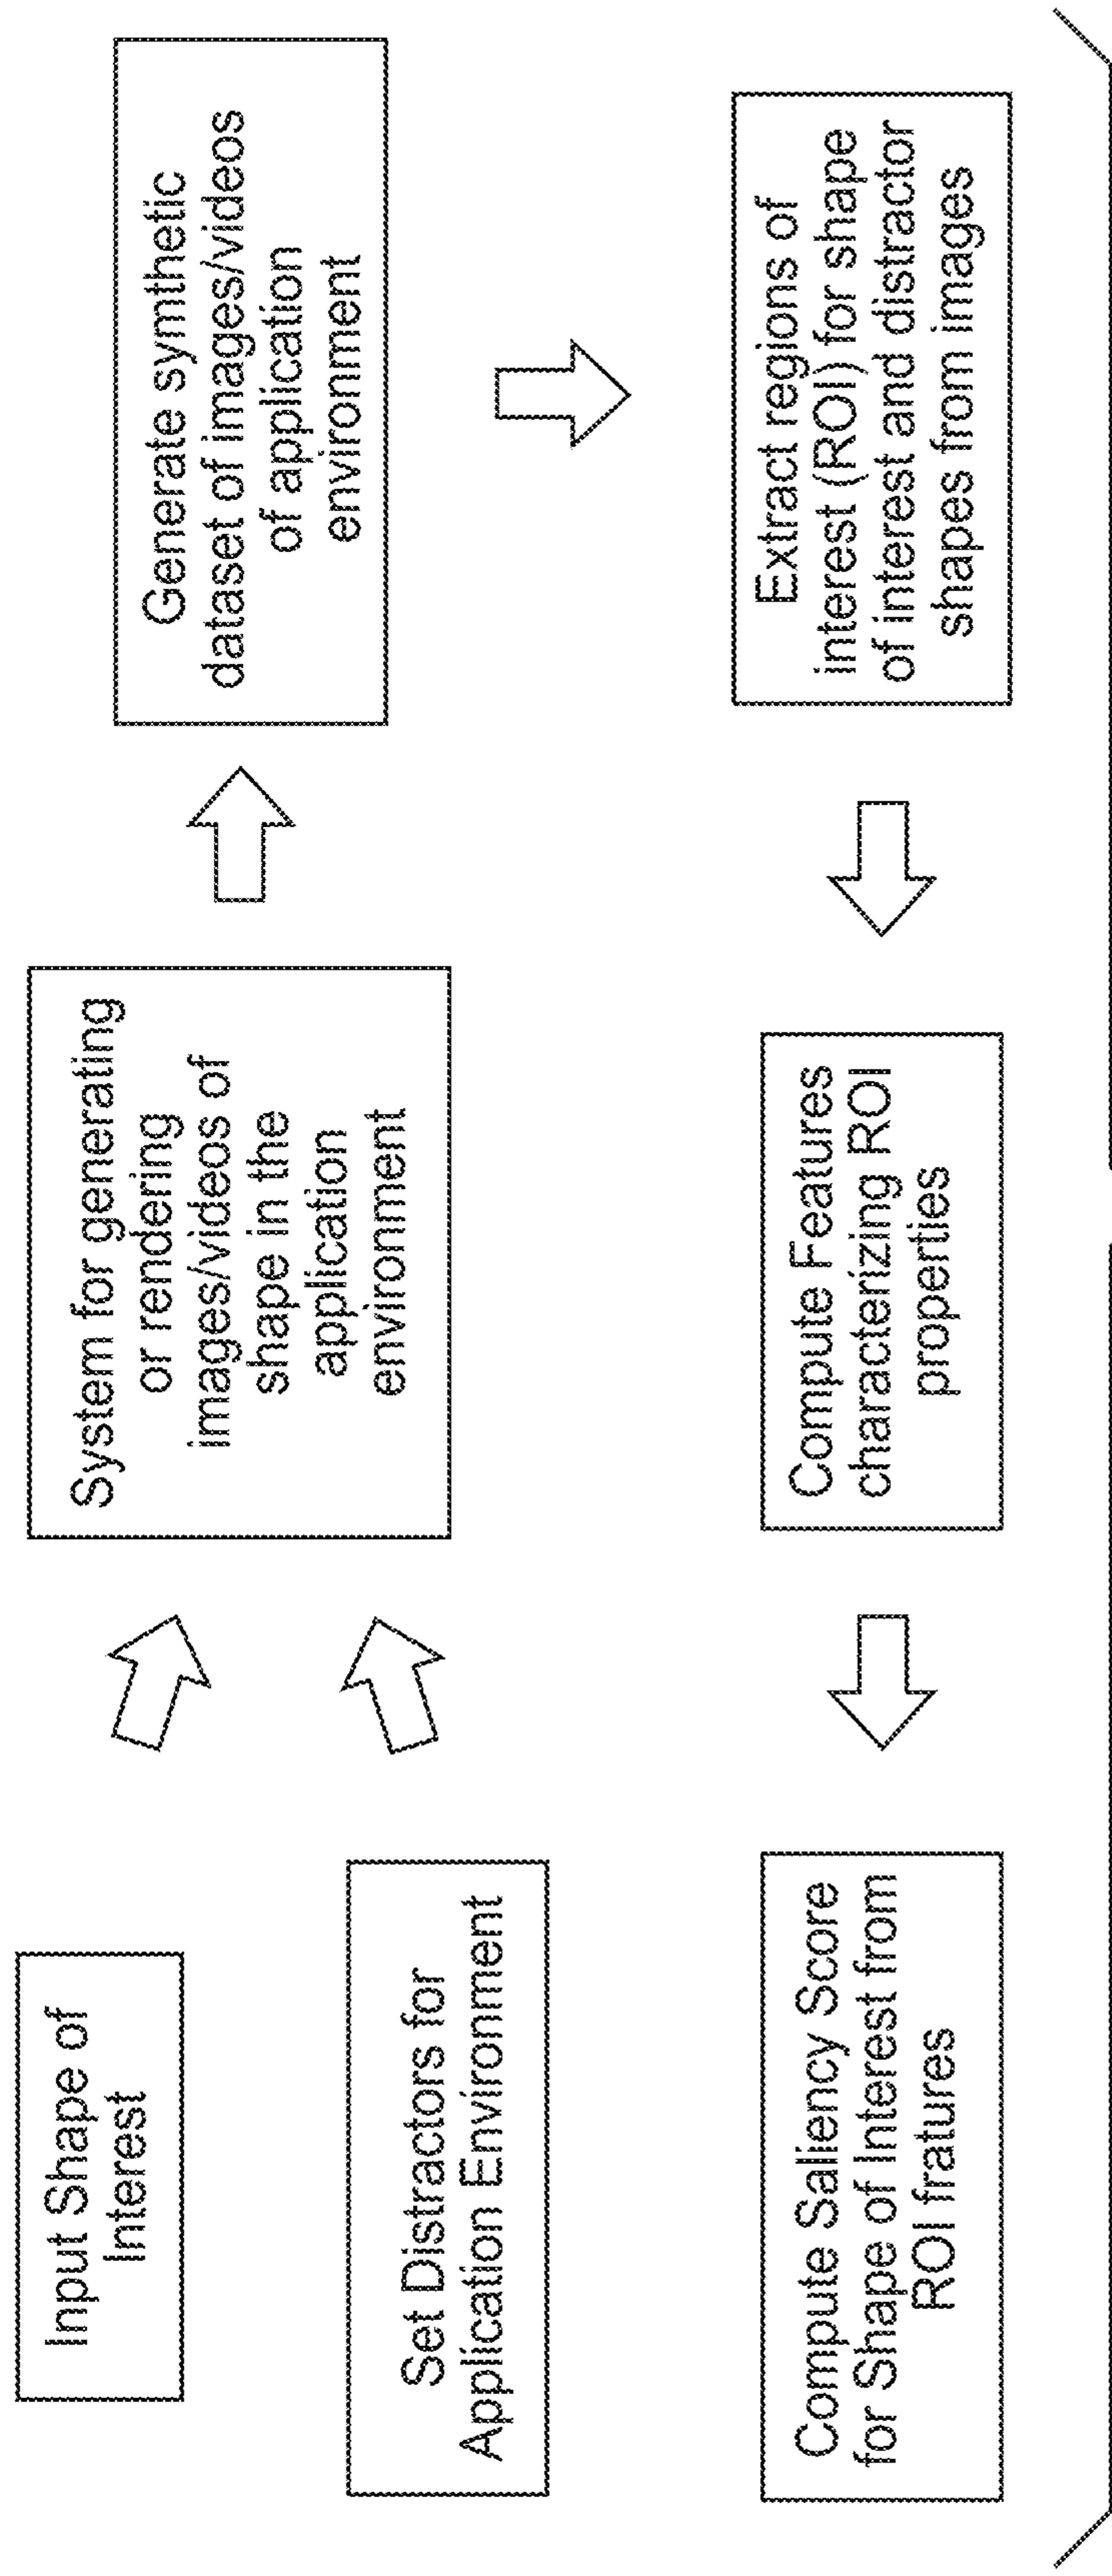 Input Shape of
Interest
Set Distractors for
Application Environment
System for generating
or rendering
images/videos of
shape in the
application
environment
Generate symthetic
dataset of images/videos
of application
environment
Extract regions of
interest (ROI) for shape
of interest and distractor
shapes from images
Compute Features
characterizing ROI
properties
Compute Saliency Score
for Shape of Interest from
ROI fratures